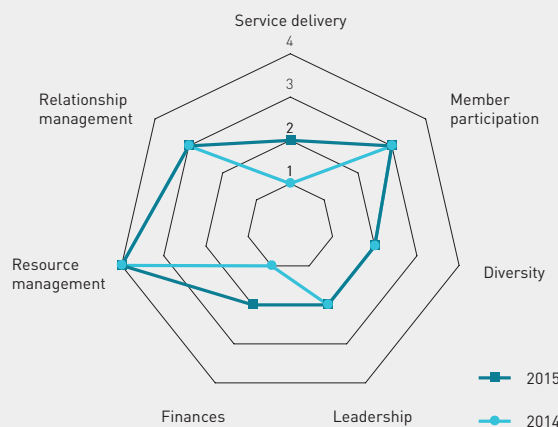 Service delivery
4
3
2
1
Relationship
management
Member
participation
Resource
management
Diversity
Finances
Leadership
2015
2014